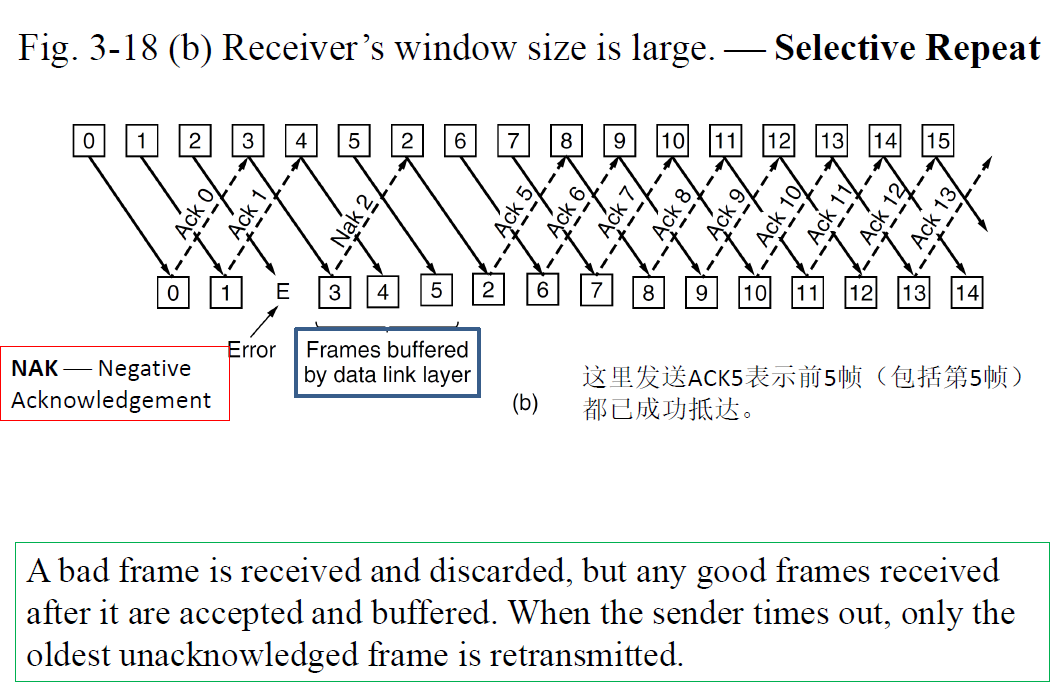 Fig. 3-18 (b) Receiver's window size is large. — Selective Repeat
0 1 2 3 4 5 2 6 7 8 9 10 11 12 13 14 15
Ack 0 Ack 1 Nak 2 Ack 5 Ack 6 Ack 7 Ack 8 Ack 9 Ack 10 Ack 11 Ack 12 Ack 13
0 1 E 3 4 5 2 6 7 8 9 10 11 12 13 14
Error
Frames buffered
by data link layer
NAK — Negative
Acknowledgement
(b)
这里发送ACK5表示前5帧（包括第5帧）
都已成功抵达。
A bad frame is received and discarded, but any good frames received
after it are accepted and buffered. When the sender times out, only the
oldest unacknowledged frame is retransmitted.